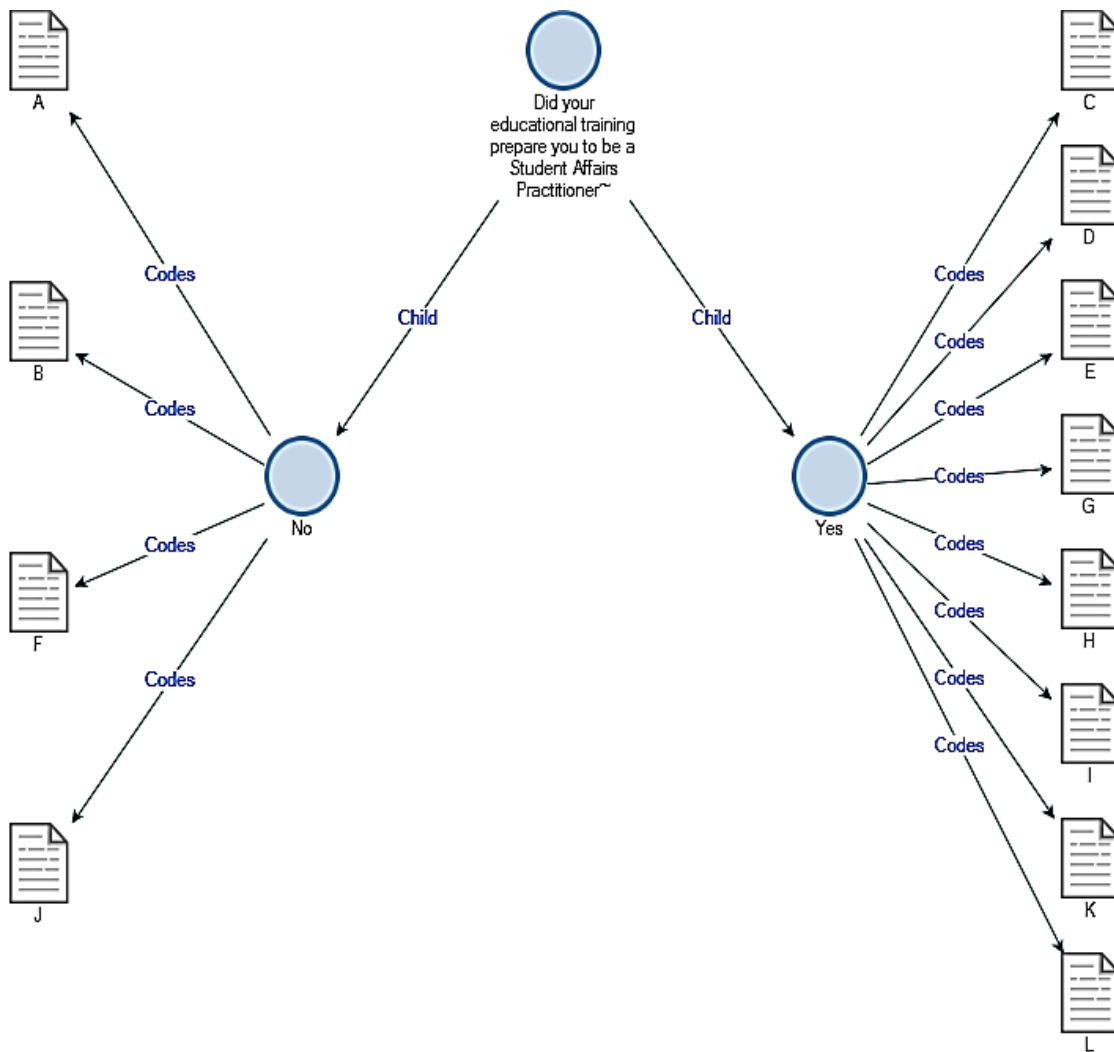 A
Did your
educational training
prepare you to be a
Student Affairs
Practitioner~
C
D
Codes
Codes
B
Child
Child
Codes
E
Codes
Codes
Codes
G
No
Yes
Codes
Codes
F
H
Codes
Codes
Codes
I
Codes
J
K
L